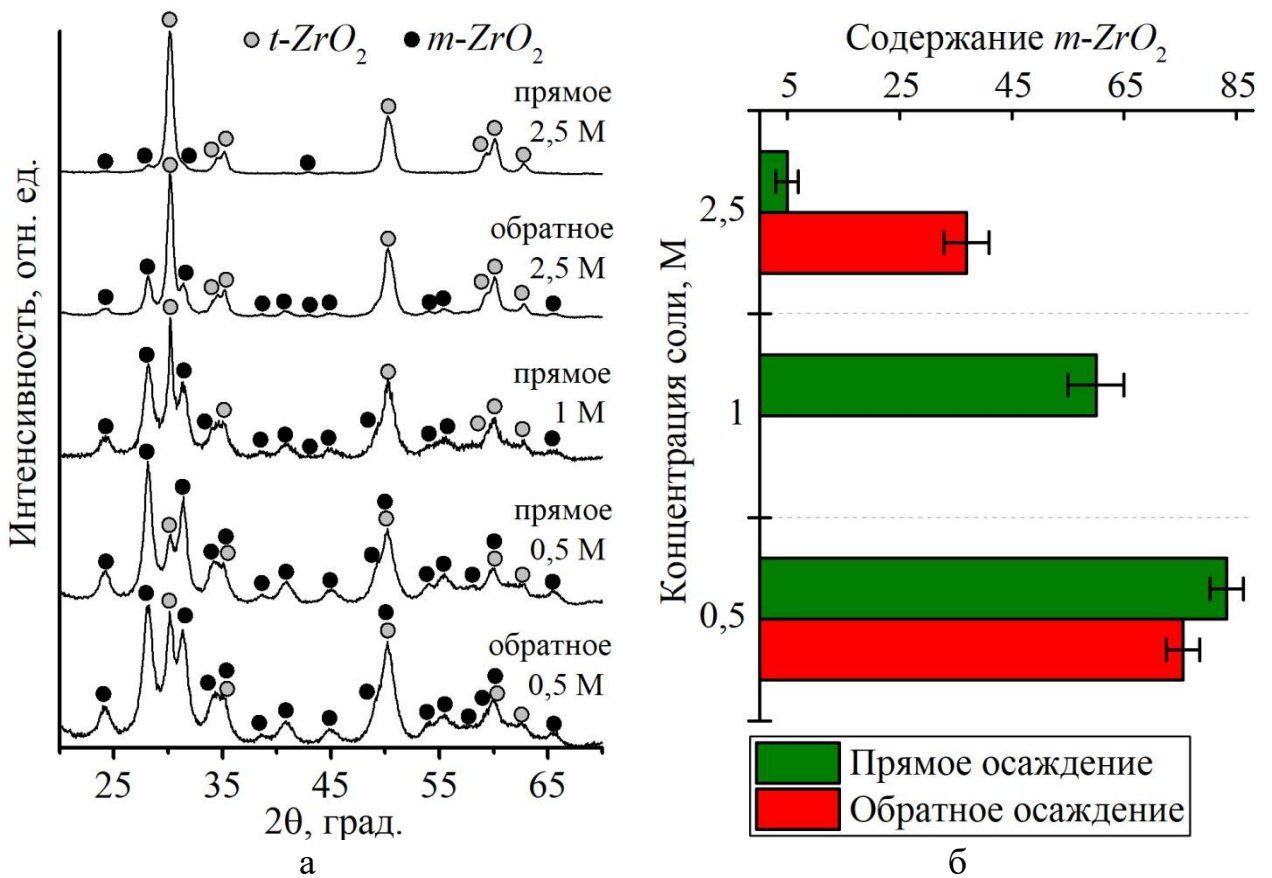 Интенсивность, отн. ед.
t-ZrO2 m-ZrO2
прямое
2,5 М
обратное
2,5 М
прямое
1 М
прямое
0,5 М
обратное
0,5 М
25 35 45 55 65
2θ, град.
а
Содержание m-ZrO2
5 25 45 65 85
Концентрация соли, М
2,5
1
0,5
Прямое осаждение
Обратное осаждение
б